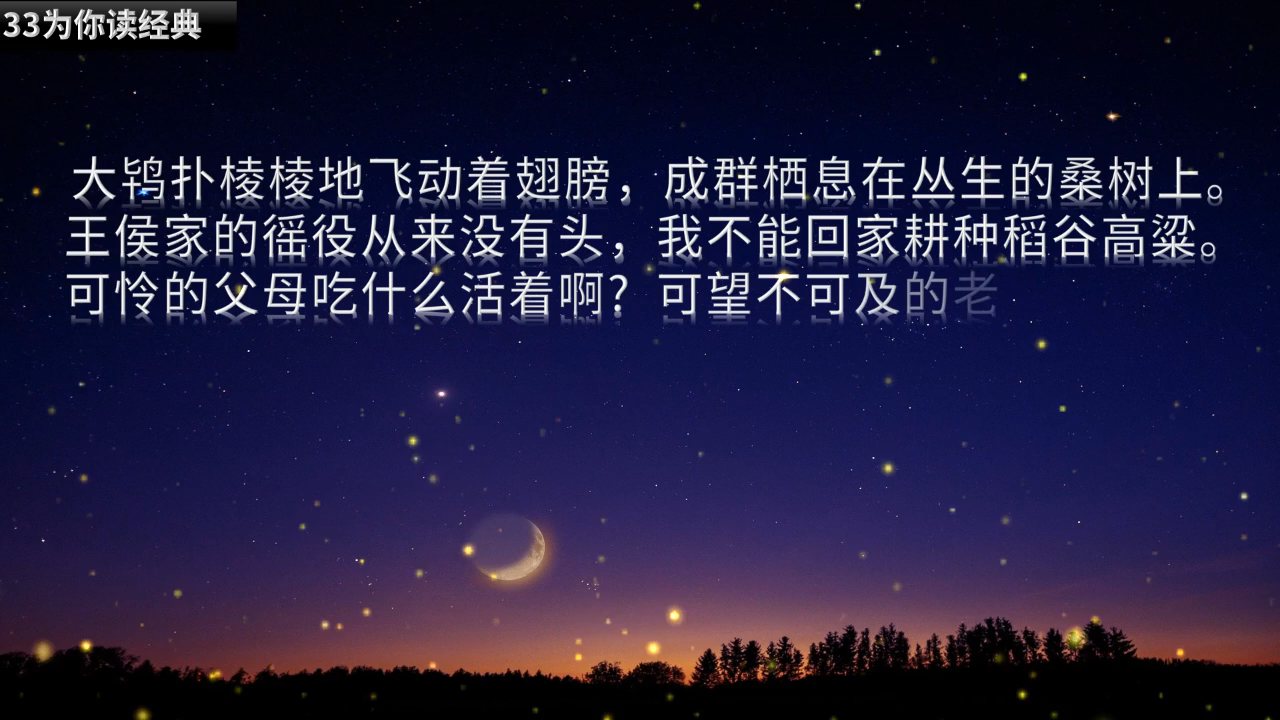 33为你读经典
大鸨扑棱棱地飞动着翅膀，成群栖息在丛生的桑树上。
王侯家的徭役从来没有头，我不能回家耕种稻谷高粱。
可怜的父母吃什么活着啊？可望不可及的老